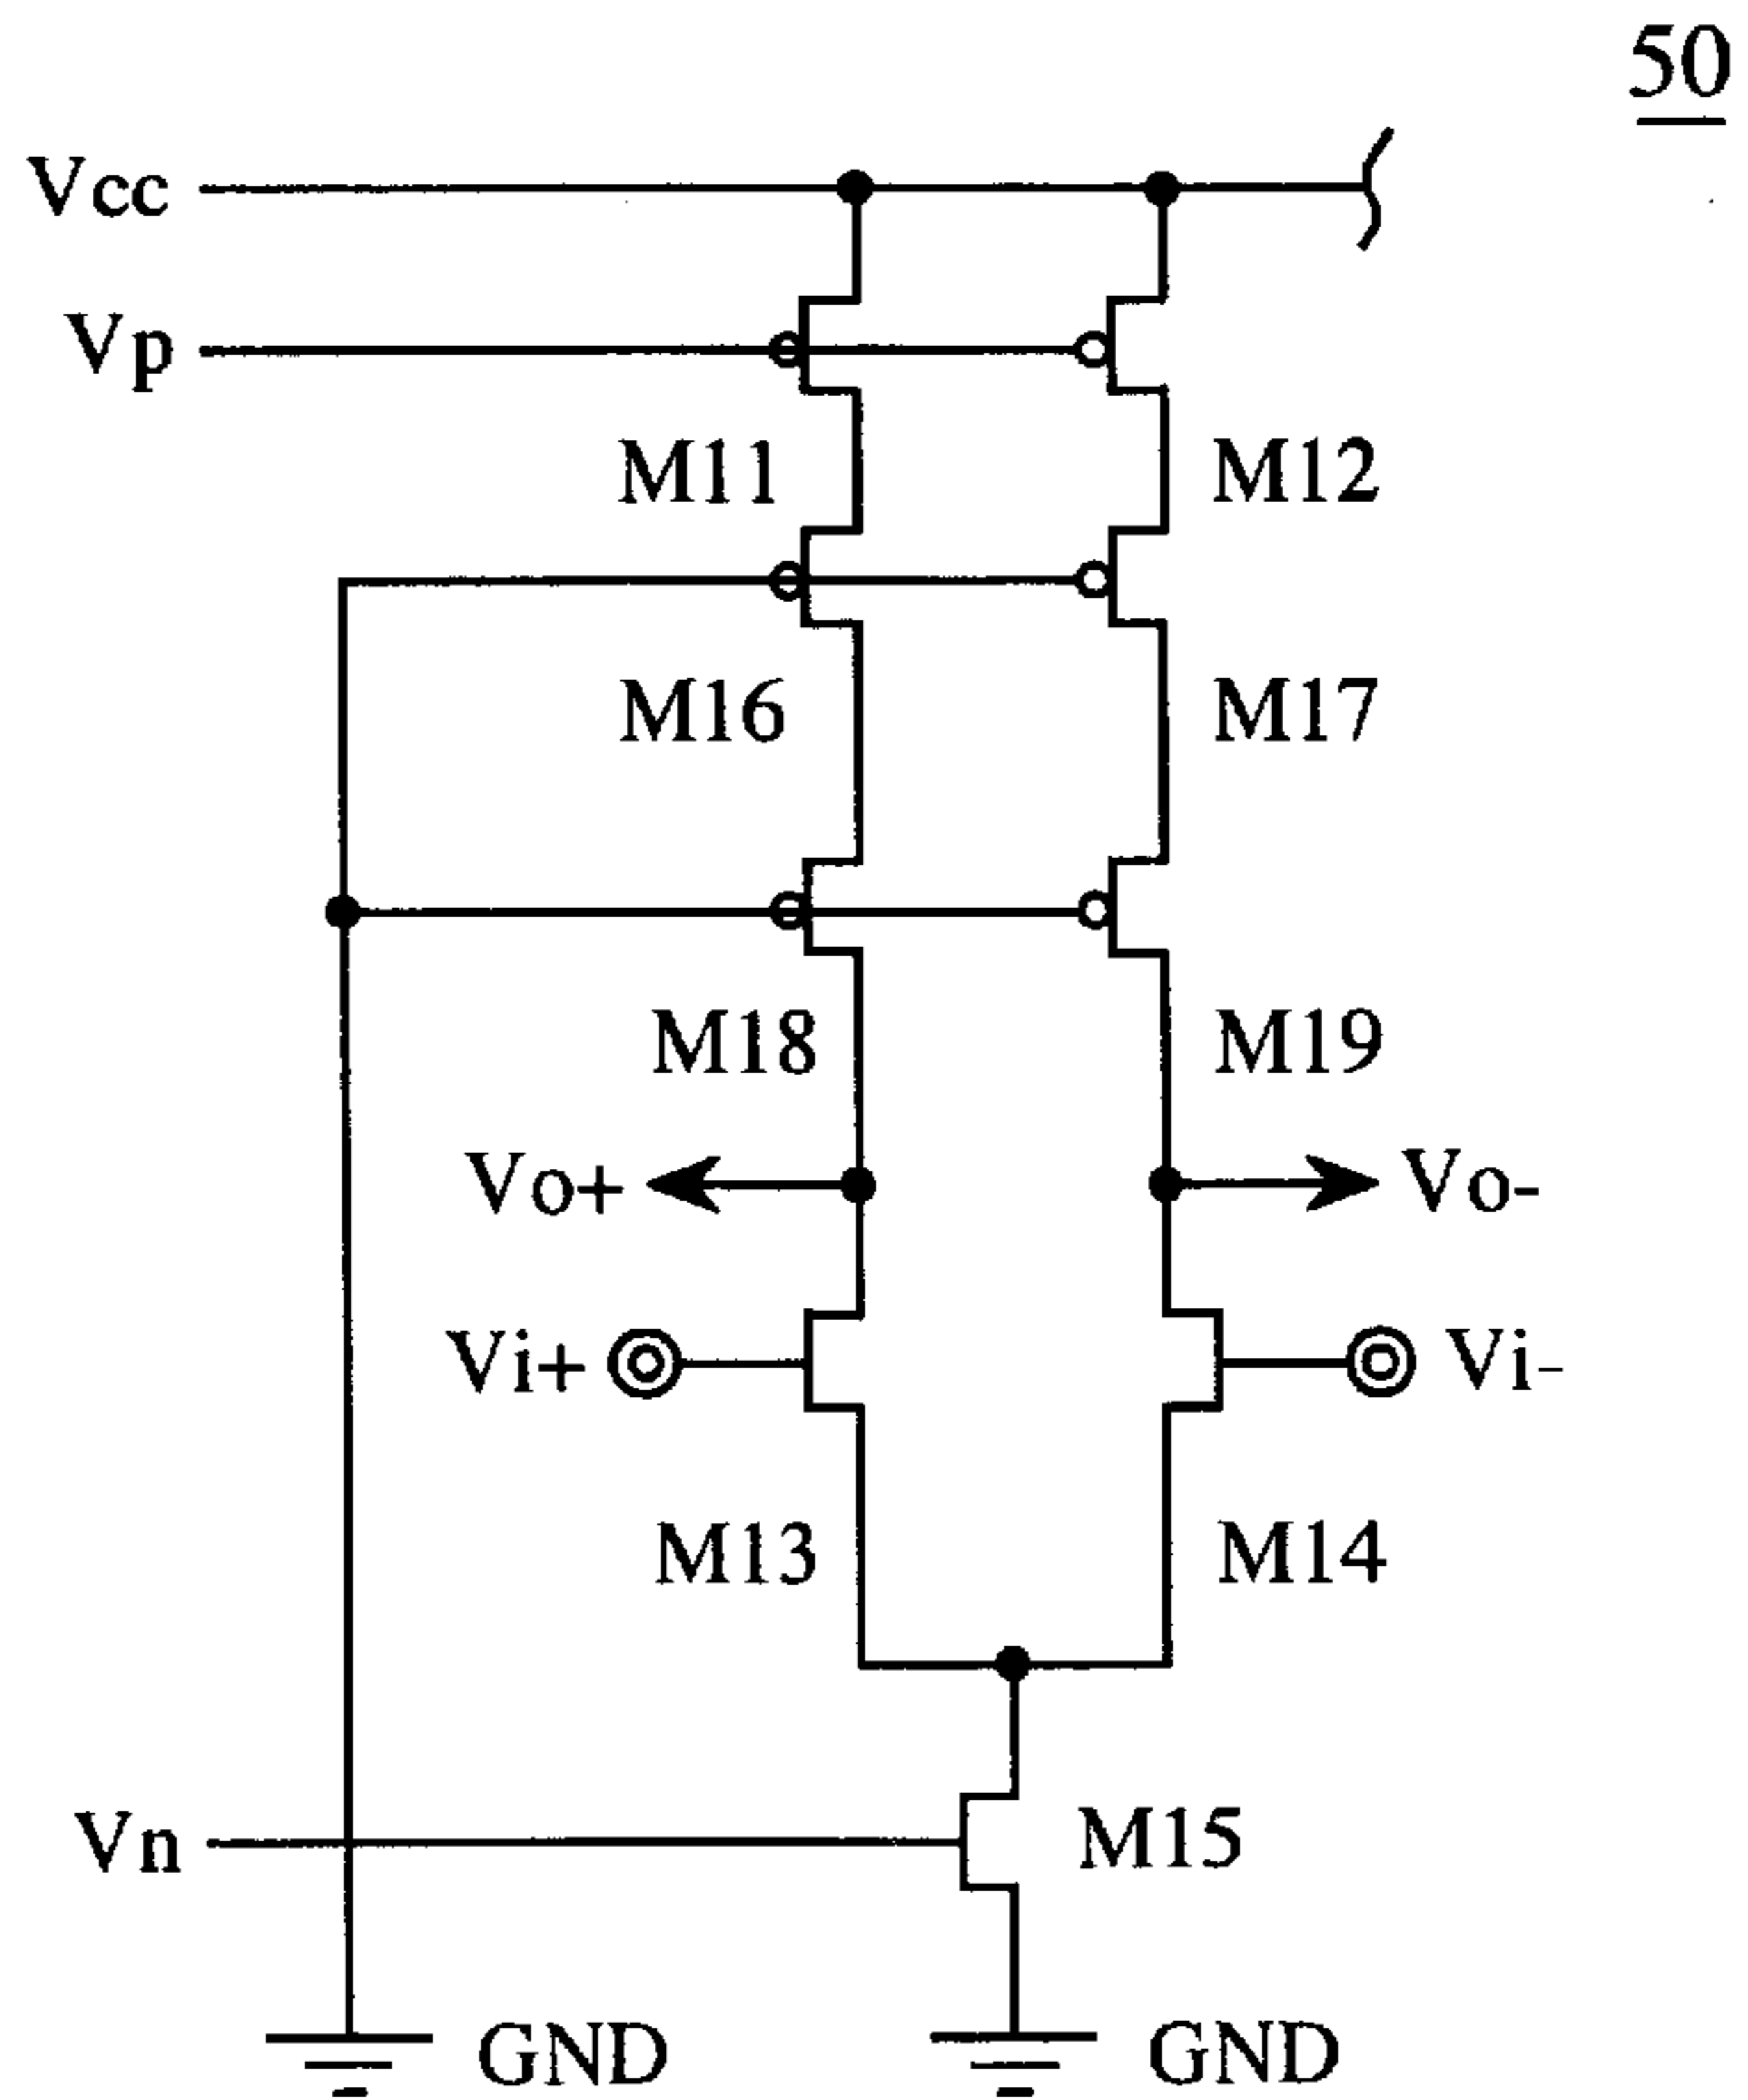 50
Vcc
Vp
M11 M12
M16 M17
M18 M19
Vo+ Vo-
Vi+ Vi-
M13 M14
Vn M15
GND GND